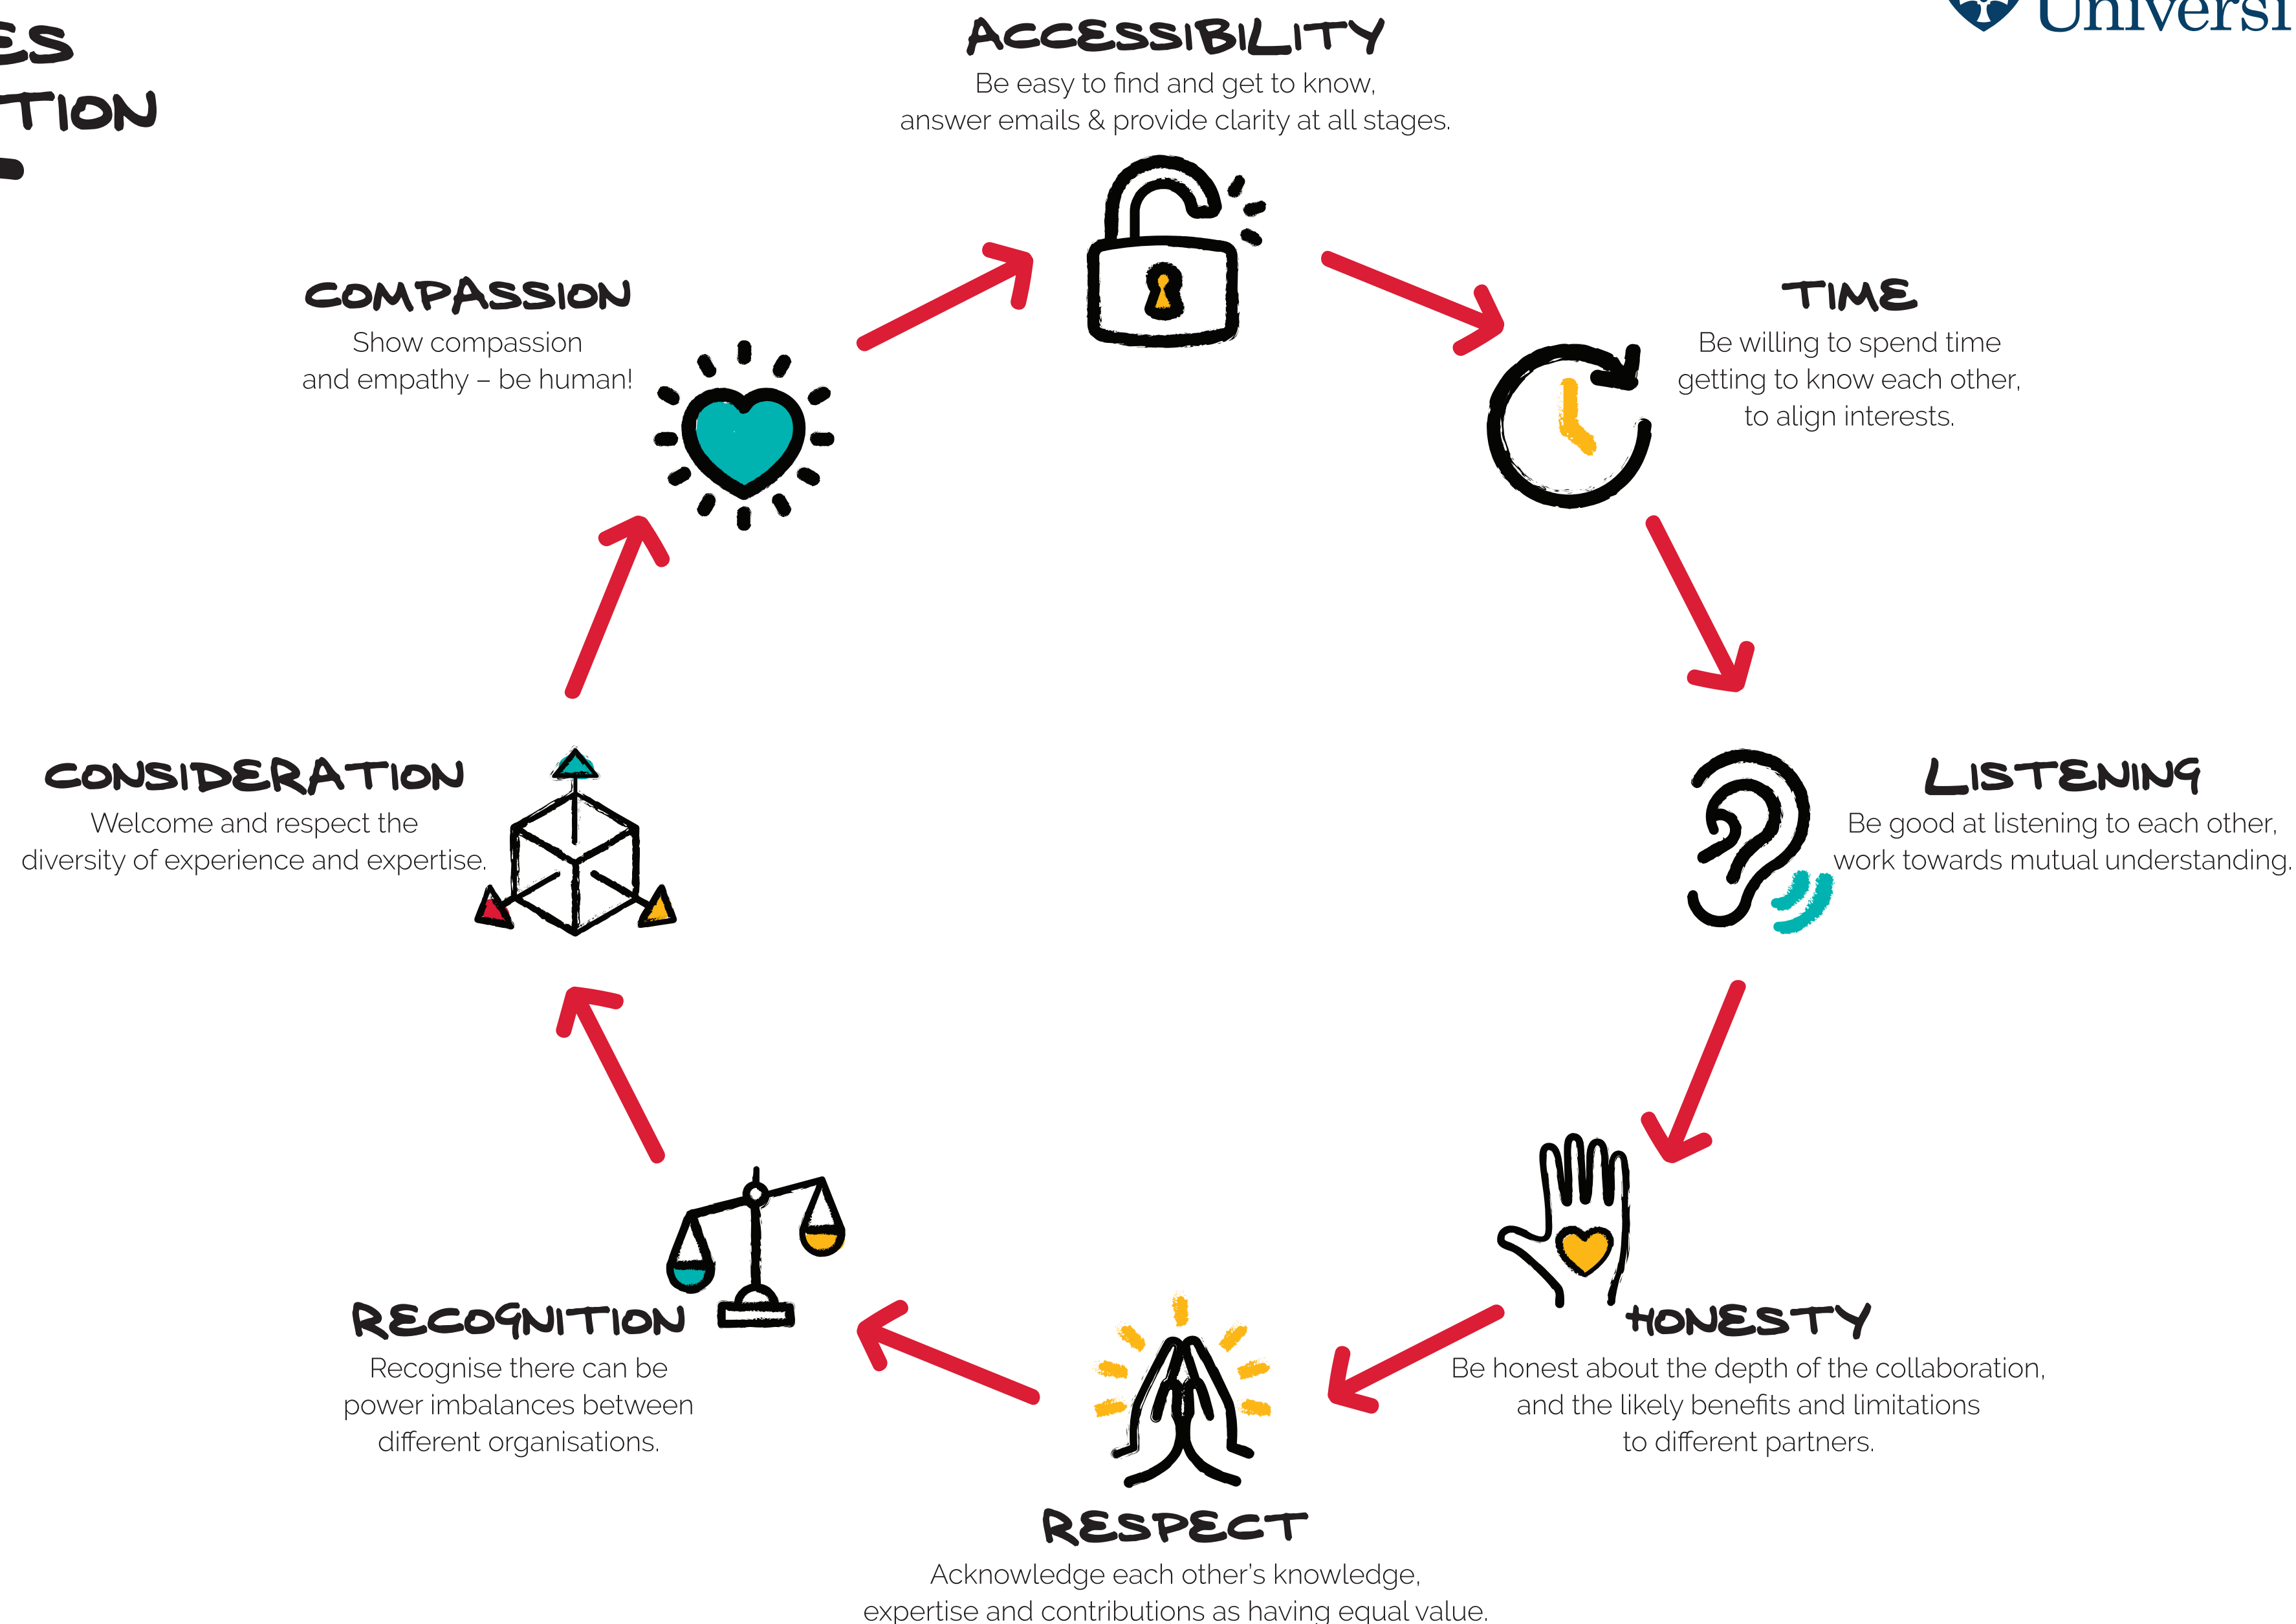 ES
TION
Universi
ACCESSIBILITY
Be easy to find and get to know,
answer emails & provide clarity at all stages.
TIME
Be willing to spend time
getting to know each other,
to align interests.
LISTENING
Be good at listening to each other,
work towards mutual understanding.
HONESTY
Be honest about the depth of the collaboration,
and the likely benefits and limitations
to different partners.
RESPECT
Acknowledge each other's knowledge,
expertise and contributions as having equal value.
RECOGNITION
Recognise there can be
power imbalances between
different organisations.
CONSIDERATION
Welcome and respect the
diversity of experience and expertise.
COMPASSION
Show compassion
and empathy – be human!